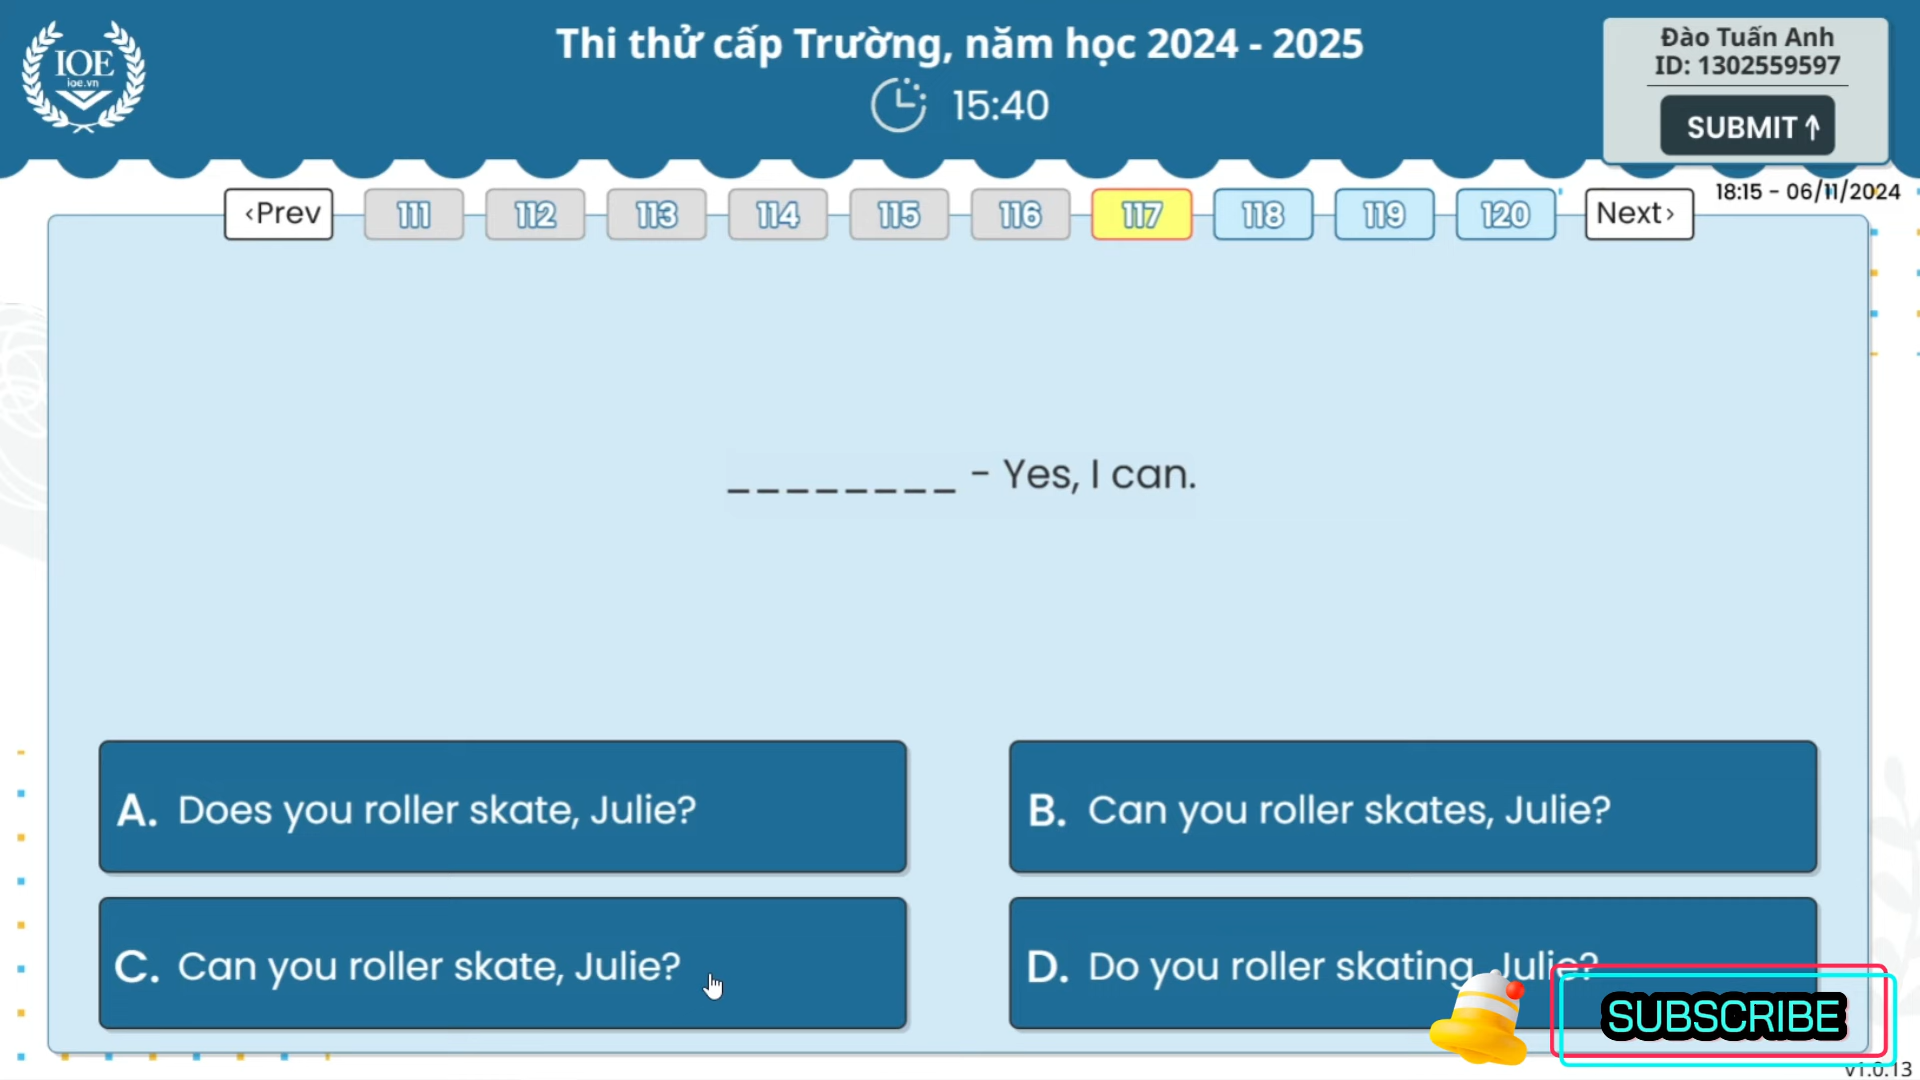 IOE
ioe.vn
Thi thử cấp Trường, năm học 2024 - 2025
15:40
Đào Tuấn Anh
ID: 1302559597
SUBMIT
18:15 - 06/11/2024
‹Prev 111 112 113 114 115 116 117 118 119 120 Next›
________ - Yes, I can.
A. Does you roller skate, Julie?
B. Can you roller skates, Julie?
C. Can you roller skate, Julie?
D. Do you roller skating, Julie?
SUBSCRIBE
v1.0.13